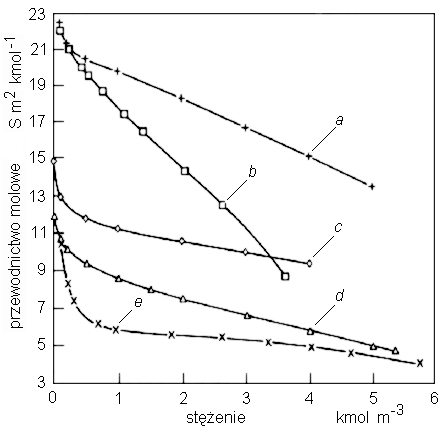 23
21
19
17
15
13
11
9
7
5
3
przewodnictwo molowe S m² kmol⁻¹
a
b
c
d
e
0 1 2 3 4 5 6
stężenie kmol m⁻³